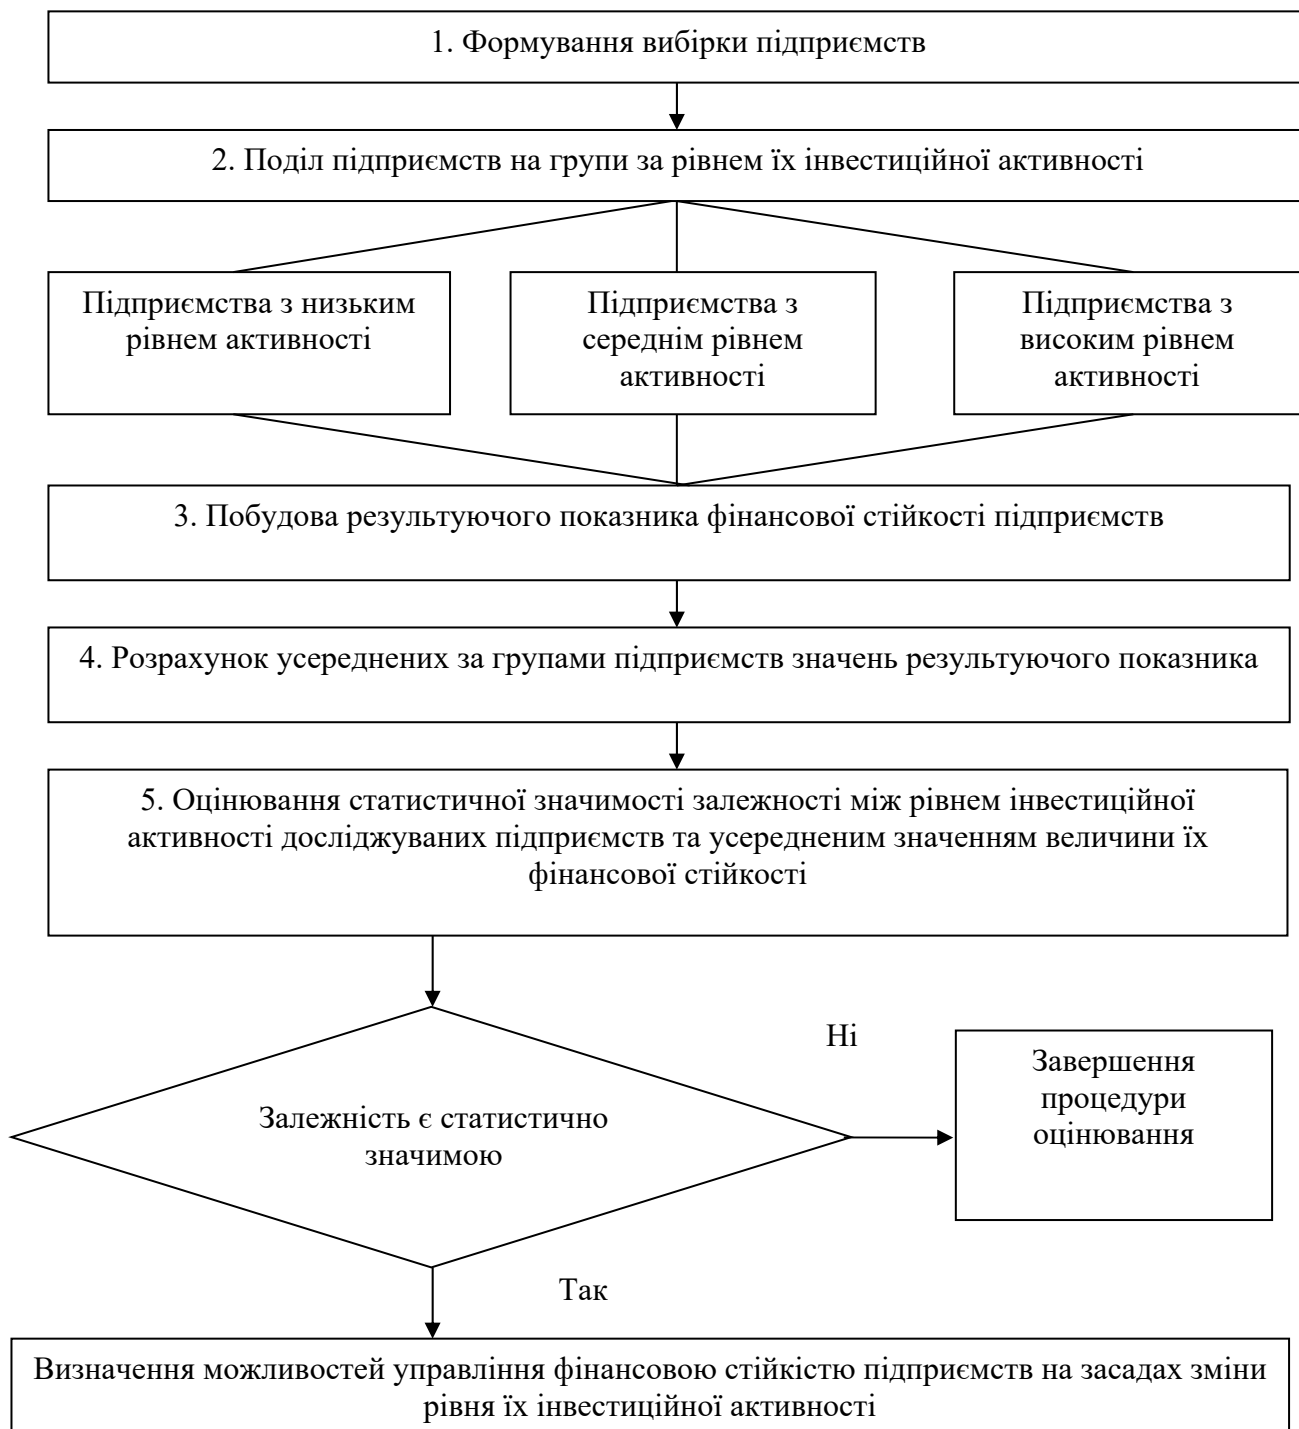 1. Формування вибірки підприємств
2. Поділ підприємств на групи за рівнем їх інвестиційної активності
Підприємства з низьким
рівнем активності
Підприємства з
середнім рівнем
активності
Підприємства з
високим рівнем
активності
3. Побудова результуючого показника фінансової стійкості підприємств
4. Розрахунок усереднених за групами підприємств значень результуючого показника
5. Оцінювання статистичної значимості залежності між рівнем інвестиційної
активності досліджуваних підприємств та усередненим значенням величини їх
фінансової стійкості
Ні
Завершення
процедури
оцінювання
Залежність є статистично
значимою
Так
Визначення можливостей управління фінансовою стійкістю підприємств на засадах зміни
рівня їх інвестиційної активності